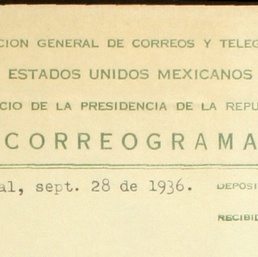 CION GENERAL DE CORREOS Y TELEG
ESTADOS UNIDOS MEXICANOS
CIO DE LA PRESIDENCIA DE LA REPU
CORREOGRAMA
al, sept. 28 de 1936.
DEPOSI
RECIBID